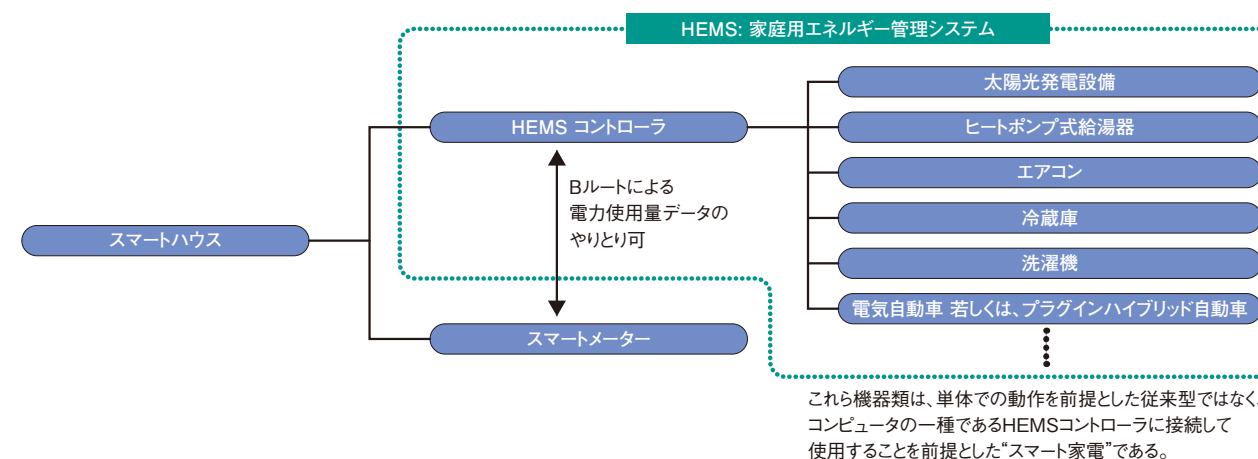 HEMS: 家庭用エネルギー管理システム
太陽光発電設備
HEMS コントローラ
ヒートポンプ式給湯器
エアコン
Bルートによる
電力使用量データの
やりとり可
冷蔵庫
スマートハウス
洗濯機
電気自動車 若しくは、プラグインハイブリッド自動車
スマートメーター
これら機器類は、単体での動作を前提とした従来型ではなく、
コンピュータの一種であるHEMSコントローラに接続して
使用することを前提とした“スマート家電”である。